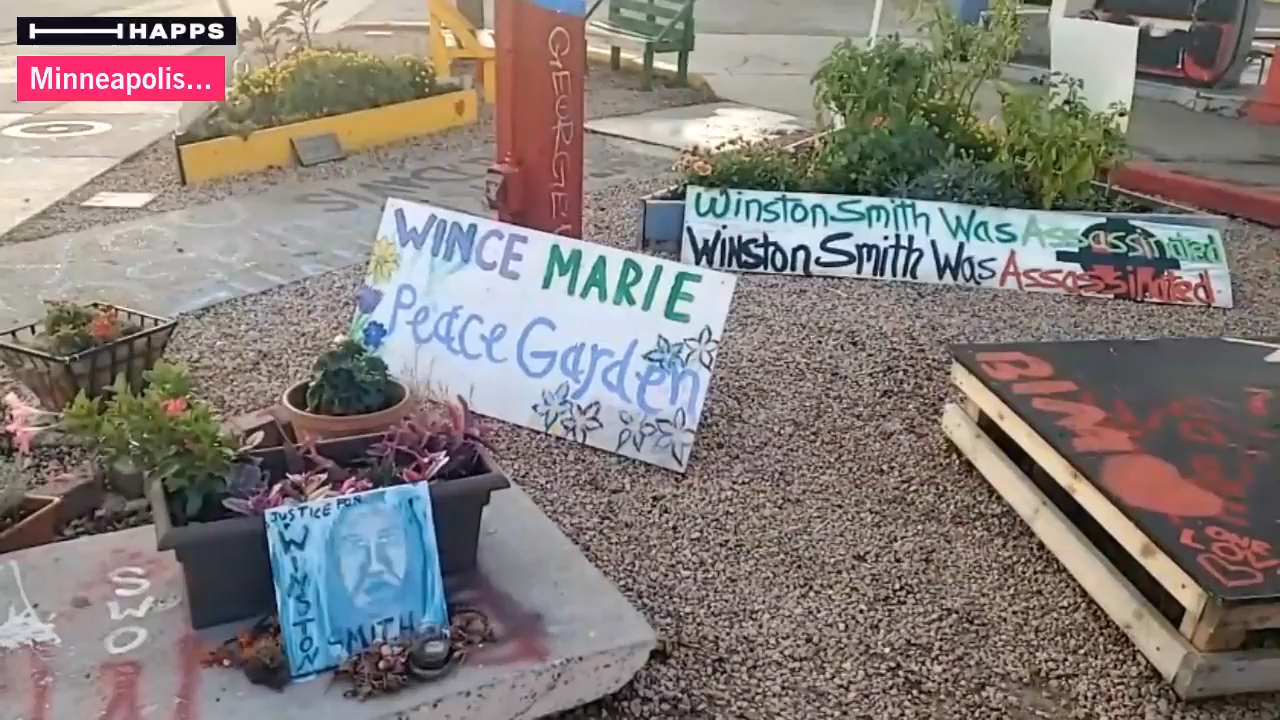 HAPPS
Minneapolis...
GEORGE
WINCE MARIE
Peace Garden
Winston Smith Was Assassinated
Winston Smith Was Assassinated
JUSTICE FOR
WINSTON
SMITH
SWO
BLM